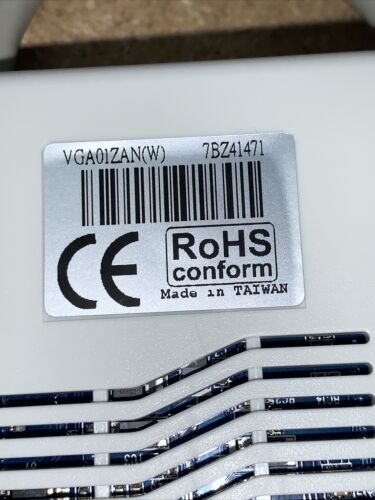 VGA01ZAN(W) 7BZ41471
CE
RoHS
conform
Made in TAIWAN